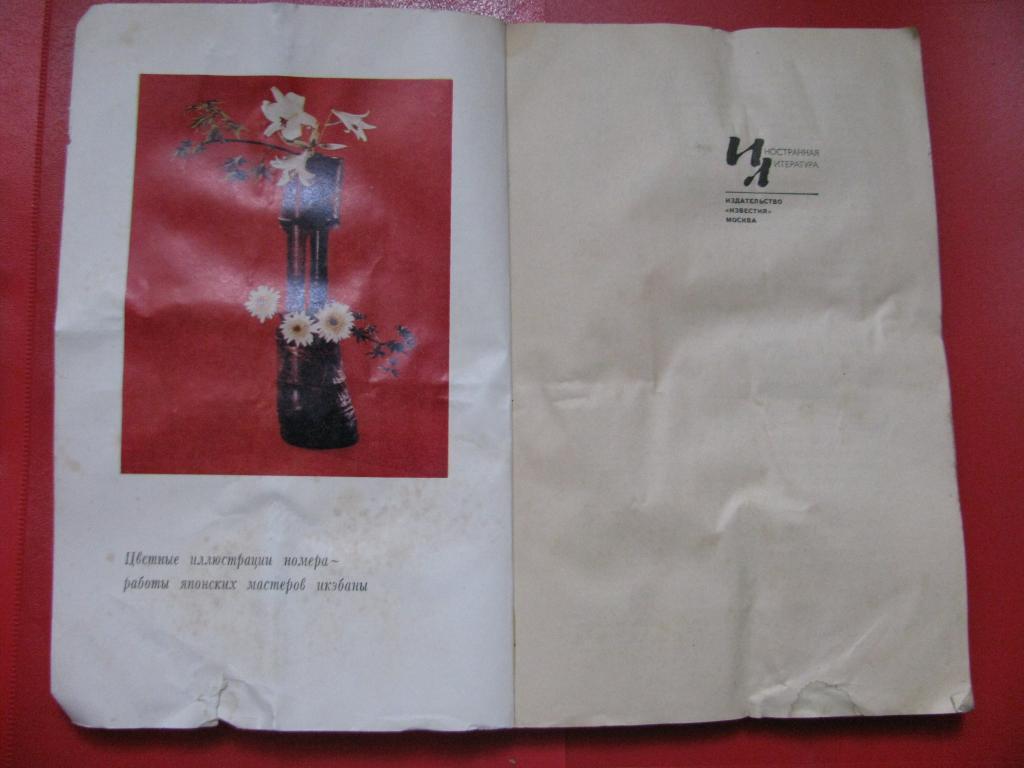 Цветные иллюстрации номера~
работы японских мастеров икэбаны
ИНОСТРАННАЯ
ЛИТЕРАТУРА
ИЗДАТЕЛЬСТВО
«ИЗВЕСТИЯ»
МОСКВА